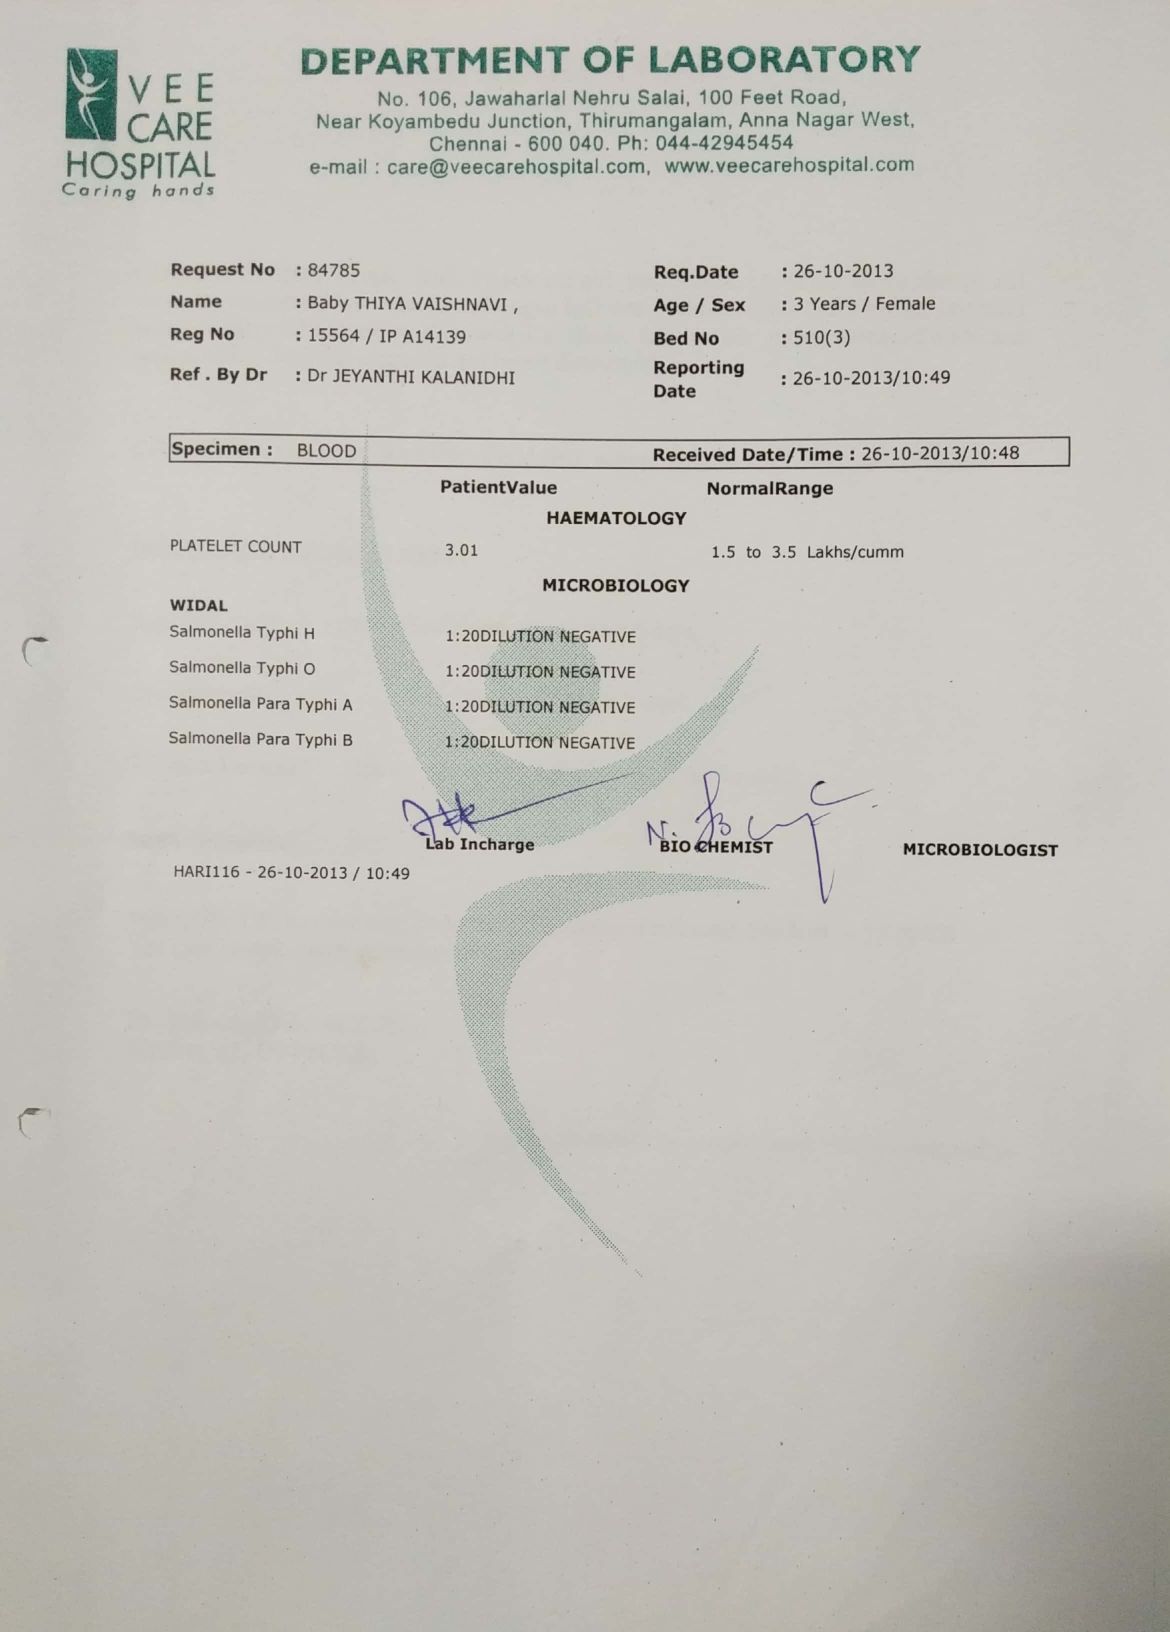 VEE
CARE
HOSPITAL
Caring hands
DEPARTMENT OF LABORATORY
No. 106, Jawaharlal Nehru Salai, 100 Feet Road,
Near Koyambedu Junction, Thirumangalam, Anna Nagar West,
Chennai - 600 040. Ph: 044-42945454
e-mail : care@veecarehospital.com, www.veecarehospital.com
Request No : 84785 Req.Date : 26-10-2013
Name : Baby THIYA VAISHNAVI , Age / Sex : 3 Years / Female
Reg No : 15564 / IP A14139 Bed No : 510(3)
Ref . By Dr : Dr JEYANTHI KALANIDHI Reporting Date : 26-10-2013/10:49
Specimen : BLOOD Received Date/Time : 26-10-2013/10:48
PatientValue NormalRange
HAEMATOLOGY
PLATELET COUNT 3.01 1.5 to 3.5 Lakhs/cumm
MICROBIOLOGY
WIDAL
Salmonella Typhi H 1:20DILUTION NEGATIVE
Salmonella Typhi O 1:20DILUTION NEGATIVE
Salmonella Para Typhi A 1:20DILUTION NEGATIVE
Salmonella Para Typhi B 1:20DILUTION NEGATIVE
Lab Incharge BIO CHEMIST MICROBIOLOGIST
HARI116 - 26-10-2013 / 10:49